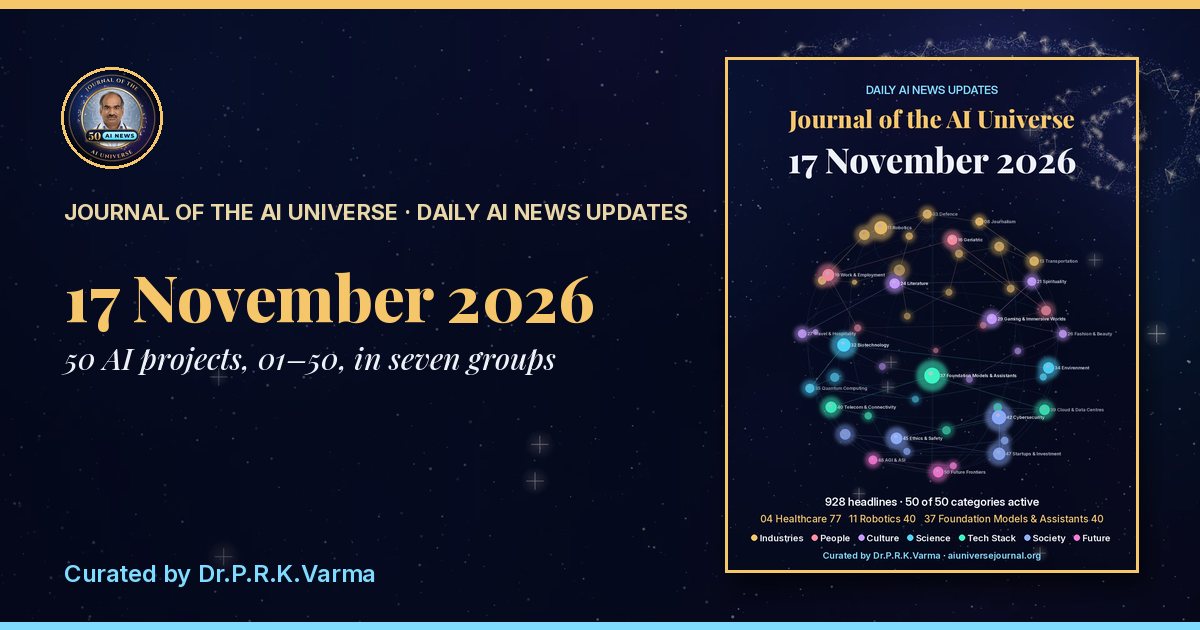 JOURNAL OF THE
50 AI NEWS
AI UNIVERSE
JOURNAL OF THE AI UNIVERSE · DAILY AI NEWS UPDATES
17 November 2026
50 AI projects, 01–50, in seven groups
Curated by Dr.P.R.K.Varma
DAILY AI NEWS UPDATES
Journal of the AI Universe
17 November 2026
03 Defence
08 Journalism
11 Robotics
16 Geriatric
13 Transportation
19 Work & Employment
24 Literature
21 Spirituality
29 Gaming & Immersive Worlds
27 Travel & Hospitality
26 Fashion & Beauty
32 Biotechnology
37 Foundation Models & Assistants
34 Environment
35 Quantum Computing
40 Telecom & Connectivity
39 Cloud & Data Centres
42 Cybersecurity
45 Ethics & Safety
47 Startups & Investment
48 AGI & ASI
50 Future Frontiers
928 headlines · 50 of 50 categories active
04 Healthcare 77 11 Robotics 40 37 Foundation Models & Assistants 40
Industries People Culture Science Tech Stack Society Future
Curated by Dr.P.R.K.Varma · aiuniversejournal.org